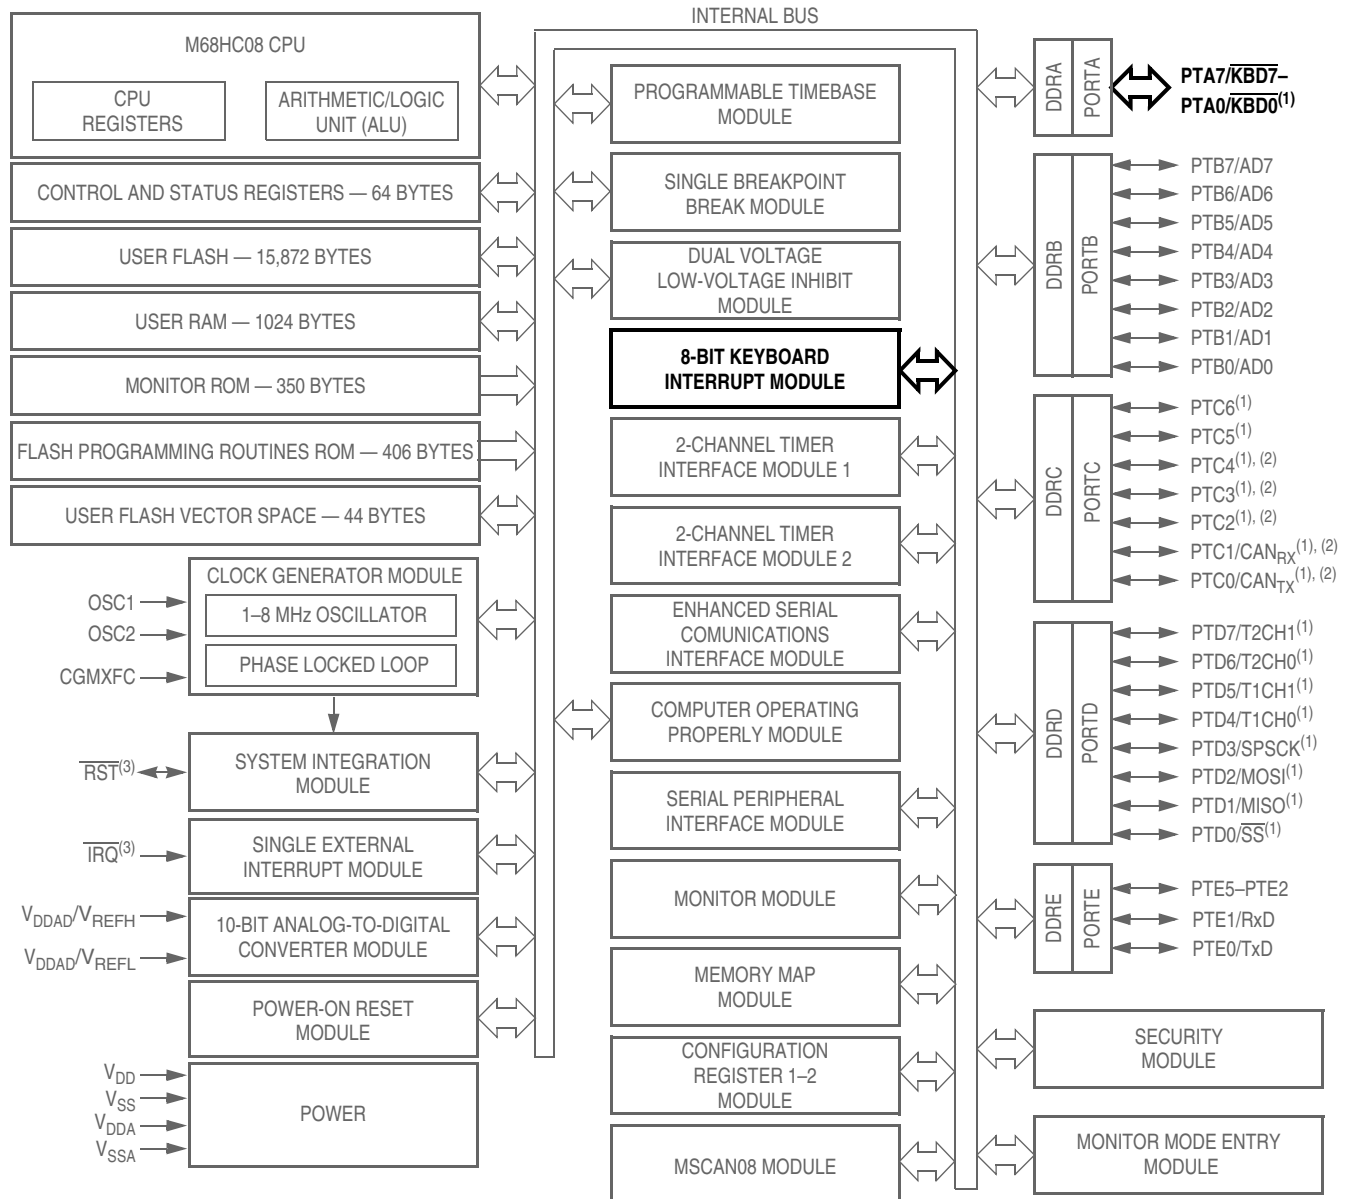 INTERNAL BUS
M68HC08 CPU
CPU
REGISTERS
ARITHMETIC/LOGIC
UNIT (ALU)
CONTROL AND STATUS REGISTERS — 64 BYTES
USER FLASH — 15,872 BYTES
USER RAM — 1024 BYTES
MONITOR ROM — 350 BYTES
FLASH PROGRAMMING ROUTINES ROM — 406 BYTES
USER FLASH VECTOR SPACE — 44 BYTES
CLOCK GENERATOR MODULE
1–8 MHz OSCILLATOR
PHASE LOCKED LOOP
OSC1
OSC2
CGMXFC
SYSTEM INTEGRATION
MODULE
RST(3)
SINGLE EXTERNAL
INTERRUPT MODULE
IRQ(3)
10-BIT ANALOG-TO-DIGITAL
CONVERTER MODULE
VDDAD/VREFH
VDDAD/VREFL
POWER-ON RESET
MODULE
POWER
VDD
VSS
VDDA
VSSA
PROGRAMMABLE TIMEBASE
MODULE
SINGLE BREAKPOINT
BREAK MODULE
DUAL VOLTAGE
LOW-VOLTAGE INHIBIT
MODULE
8-BIT KEYBOARD
INTERRUPT MODULE
2-CHANNEL TIMER
INTERFACE MODULE 1
2-CHANNEL TIMER
INTERFACE MODULE 2
ENHANCED SERIAL
COMUNICATIONS
INTERFACE MODULE
COMPUTER OPERATING
PROPERLY MODULE
SERIAL PERIPHERAL
INTERFACE MODULE
MONITOR MODULE
MEMORY MAP
MODULE
CONFIGURATION
REGISTER 1–2
MODULE
MSCAN08 MODULE
DDRA
PORTA
PTA7/KBD7–
PTA0/KBD0(1)
DDRB
PORTB
PTB7/AD7
PTB6/AD6
PTB5/AD5
PTB4/AD4
PTB3/AD3
PTB2/AD2
PTB1/AD1
PTB0/AD0
DDRC
PORTC
PTC6(1)
PTC5(1)
PTC4(1), (2)
PTC3(1), (2)
PTC2(1), (2)
PTC1/CANRX(1), (2)
PTC0/CANTX(1), (2)
DDRD
PORTD
PTD7/T2CH1(1)
PTD6/T2CH0(1)
PTD5/T1CH1(1)
PTD4/T1CH0(1)
PTD3/SPSCK(1)
PTD2/MOSI(1)
PTD1/MISO(1)
PTD0/SS(1)
DDRE
PORTE
PTE5–PTE2
PTE1/RxD
PTE0/TxD
SECURITY
MODULE
MONITOR MODE ENTRY
MODULE